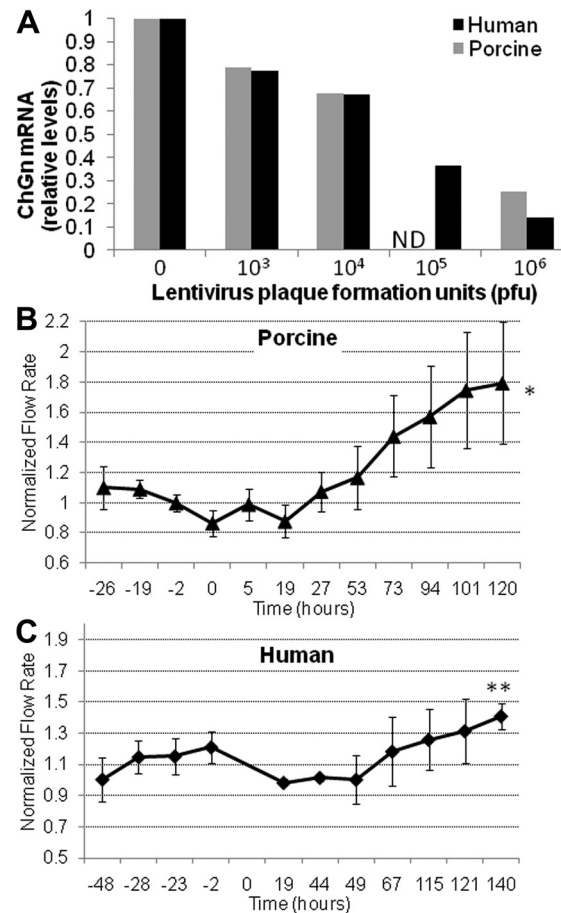 A
Human
Porcine
ChGn mRNA
(relative levels)
1
0.9
0.8
0.7
0.6
0.5
0.4
0.3
0.2
0.1
0
ND
0 10³ 10⁴ 10⁵ 10⁶
Lentivirus plaque formation units (pfu)
B
Porcine
Normalized Flow Rate
2.2
2
1.8
1.6
1.4
1.2
1
0.8
0.6
*
-26 -19 -2 0 5 19 27 53 73 94 101 120
Time (hours)
C
Human
Normalized Flow Rate
1.9
1.7
1.5
1.3
1.1
0.9
0.7
0.5
**
-48 -28 -23 -2 0 19 44 49 67 115 121 140
Time (hours)